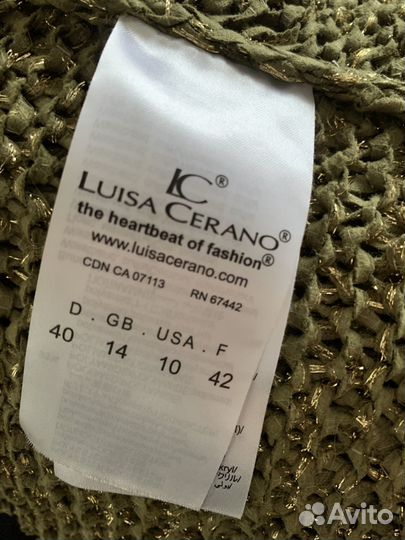 LC®
LUISA CERANO®
the heartbeat of fashion®
www.luisacerano.com
CDN CA 07113 RN 67442
D . GB . USA . F
40 14 10 42
Avito